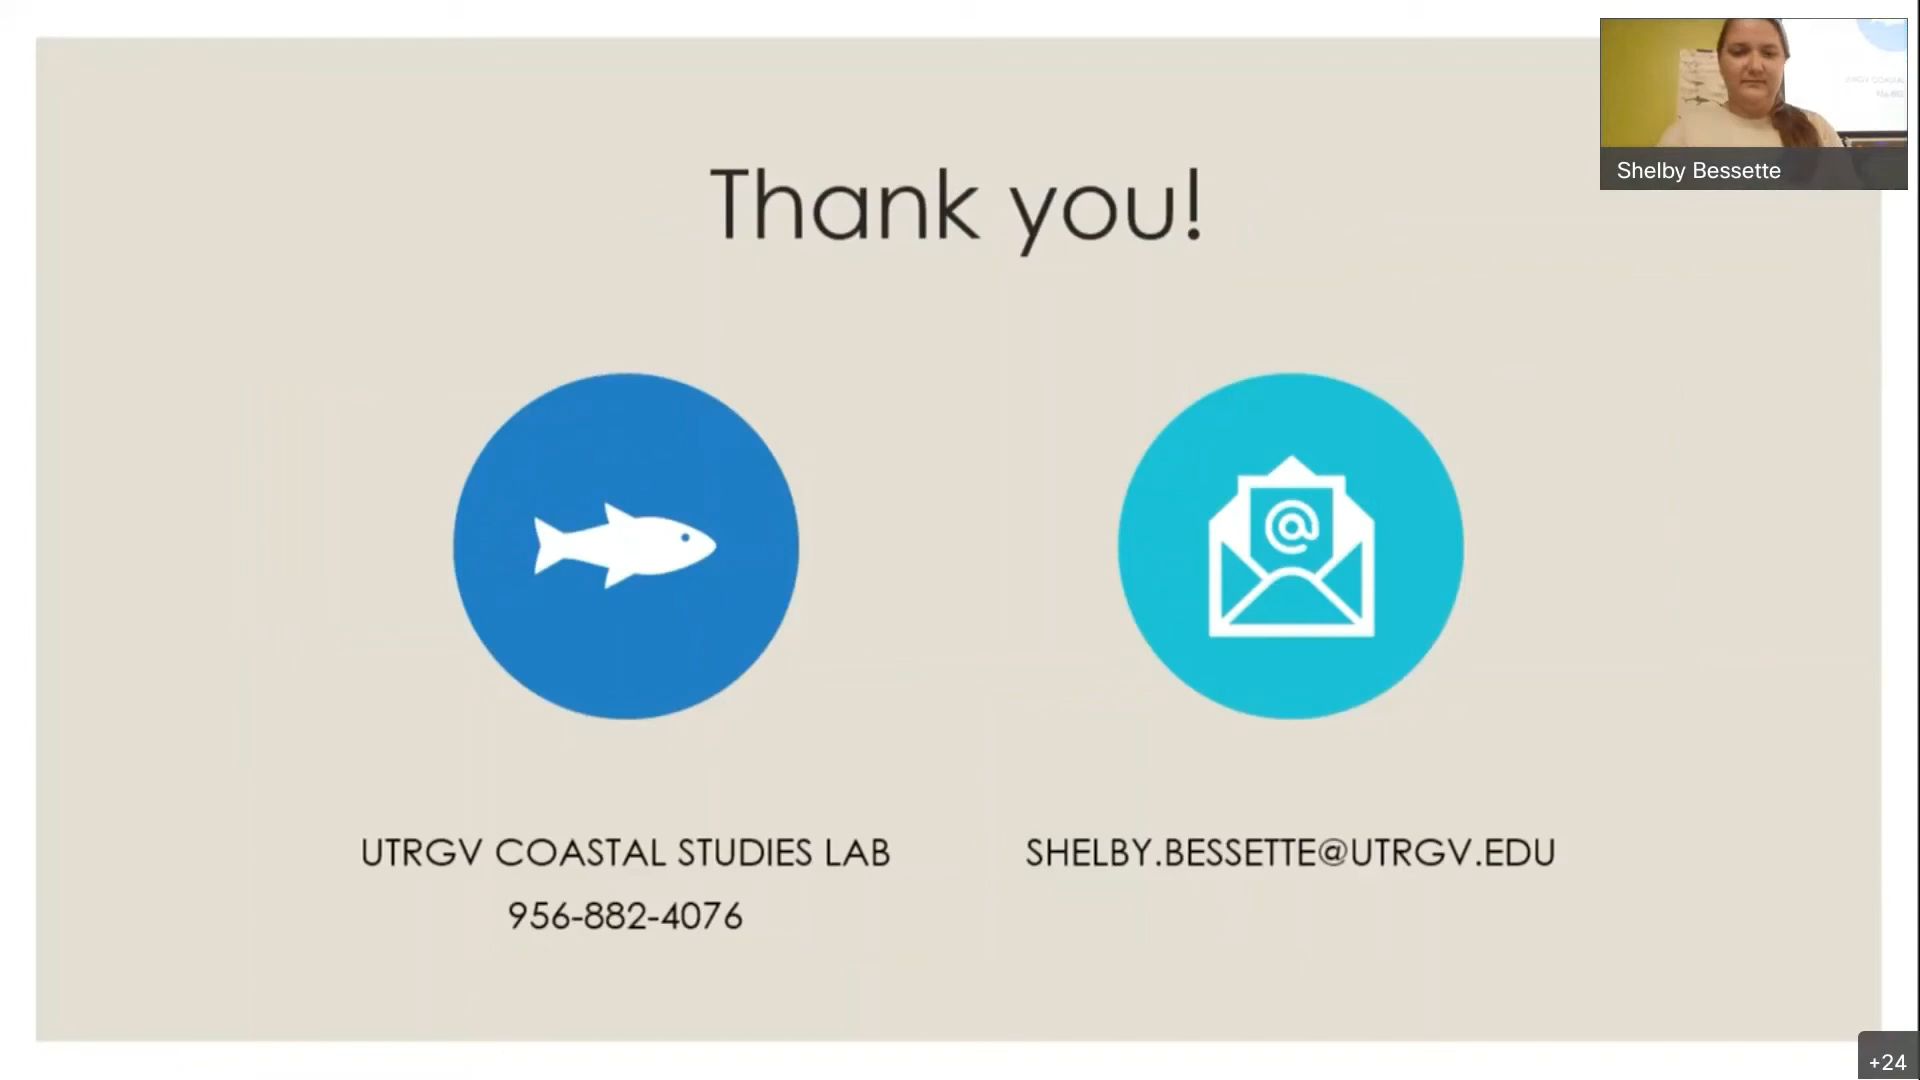 Shelby Bessette
Thank you!
UTRGV COASTAL STUDIES LAB
956-882-4076
SHELBY.BESSETTE@UTRGV.EDU
+24